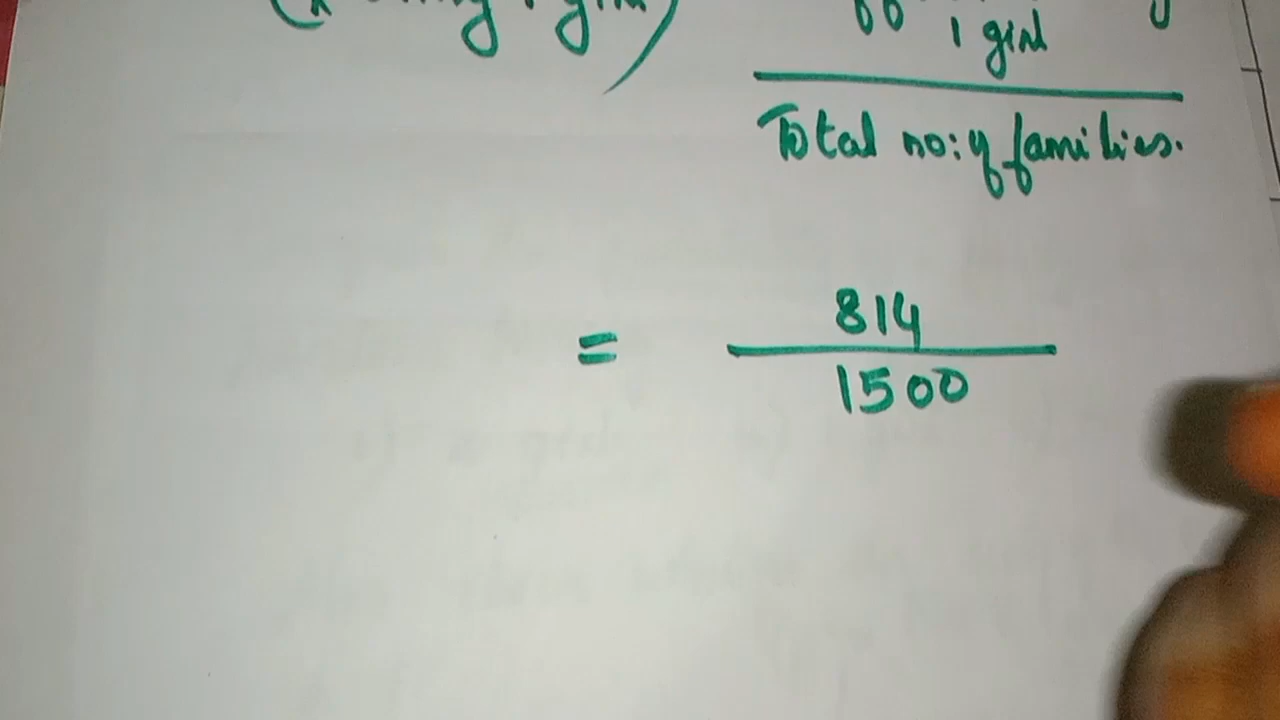 1 girl
Total no: of families.
= 814
1500